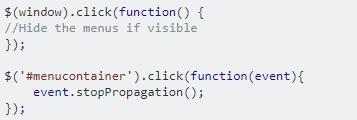 $(window).click(function() {
//Hide the menus if visible
});

$('#menucontainer').click(function(event){
    event.stopPropagation();
});